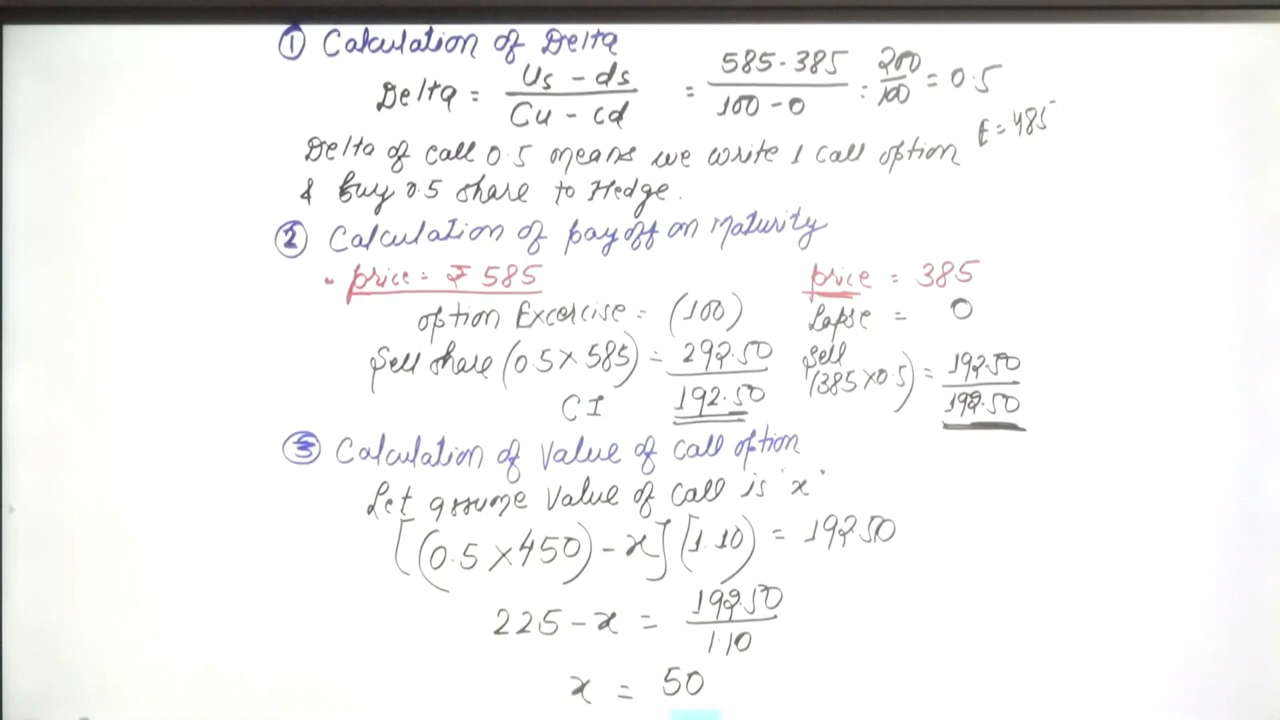 ① Calculation of Delta
Delta = Us - ds / Cu - cd = 585 - 385 / 100 - 0 = 200 / 100 = 0.5
E = 485
Delta of call 0.5 means we write 1 call option
& buy 0.5 share to Hedge.
② Calculation of pay off on Maturity
price = ₹ 585
option Excercise = (100)
Sell share (0.5 x 585) = 292.50
CI 192.50
price = 385
Lapse = 0
Sell
(385 x 0.5) = 192.50
192.50
③ Calculation of value of call option
Let assume value of call is "x"
[(0.5 x 450) - x] (1.10) = 192.50
225 - x = 192.50 / 1.10
x = 50